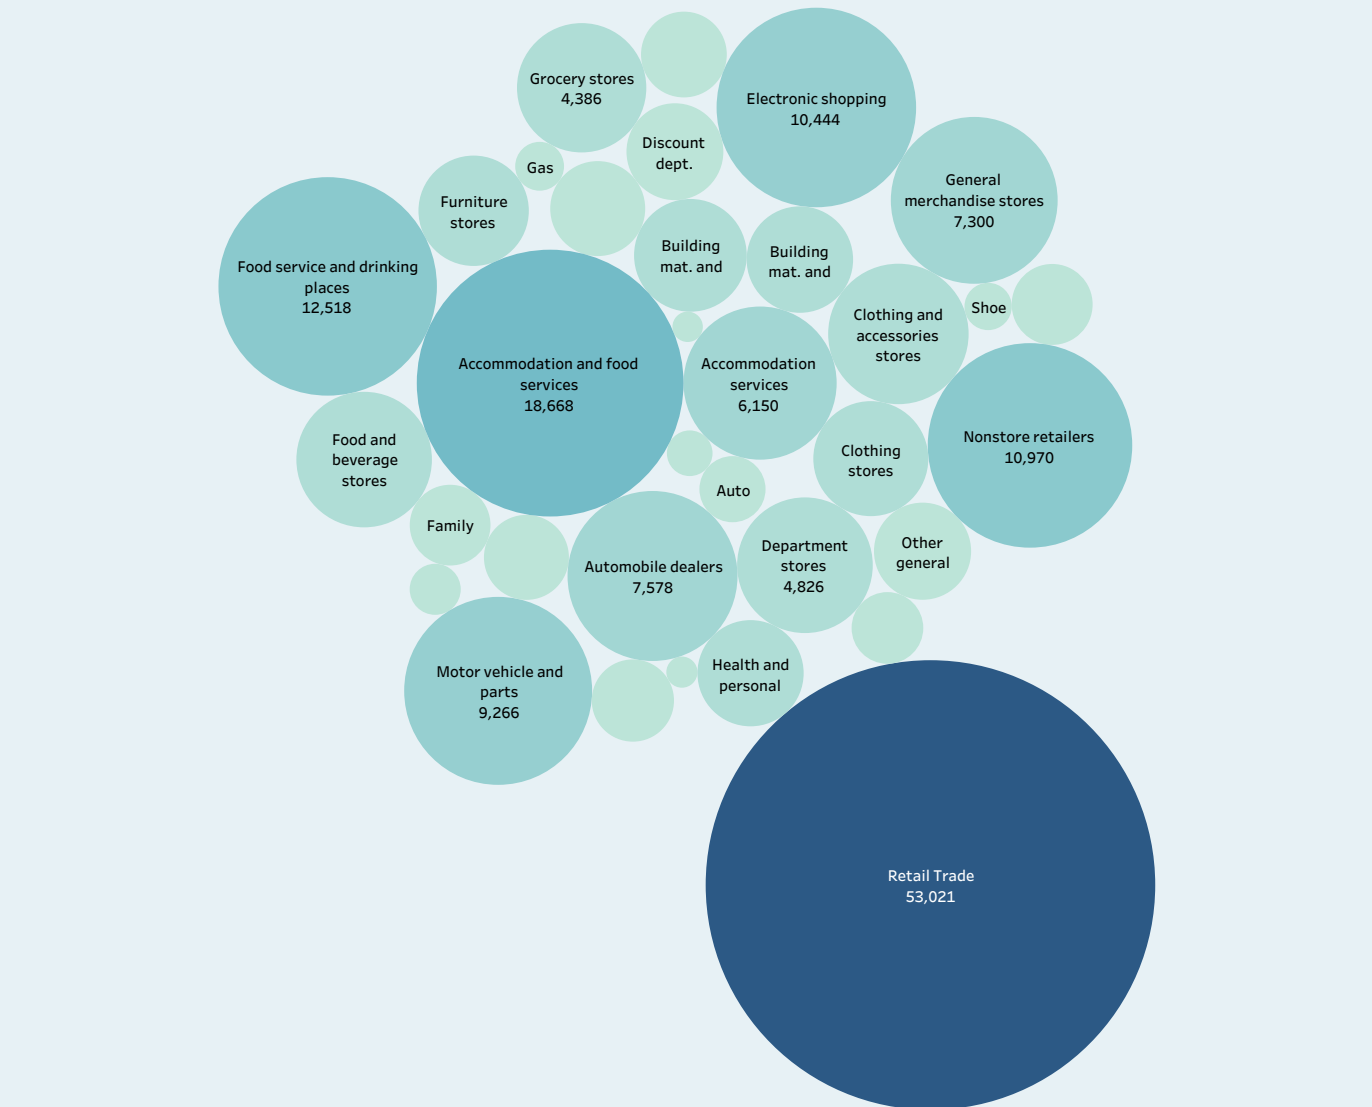 Grocery stores
4,386
Electronic shopping
10,444
Discount
dept.
Gas
General
merchandise stores
7,300
Furniture
stores
Building
mat. and
Building
mat. and
Food service and drinking
places
12,518
Shoe
Clothing and
accessories
stores
Accommodation and food
services
18,668
Accommodation
services
6,150
Nonstore retailers
10,970
Food and
beverage
stores
Clothing
stores
Auto
Family
Automobile dealers
7,578
Department
stores
4,826
Other
general
Motor vehicle and
parts
9,266
Health and
personal
Retail Trade
53,021